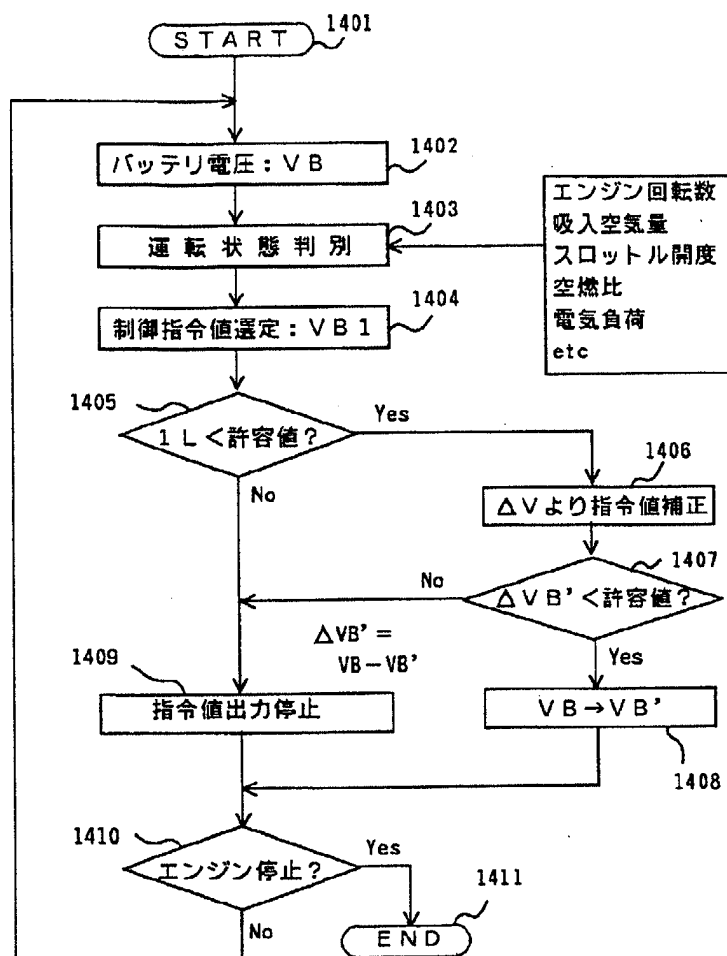 START
1401
バッテリ電圧：VB
1402
運転状態判別
1403
エンジン回転数
吸入空気量
スロットル開度
空燃比
電気負荷
etc
制御指令値選定：VB1
1404
1405
1L＜許容値？
Yes
No
1406
ΔVより指令値補正
1407
ΔVB'＜許容値？
No
Yes
ΔVB'＝
VB−VB'
1409
指令値出力停止
VB→VB'
1408
1410
エンジン停止？
Yes
No
1411
END